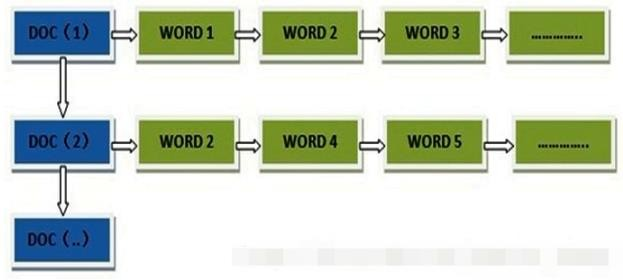 DOC（1） WORD 1 WORD 2 WORD 3 …………..
DOC（2） WORD 2 WORD 4 WORD 5 …………..
DOC（..）